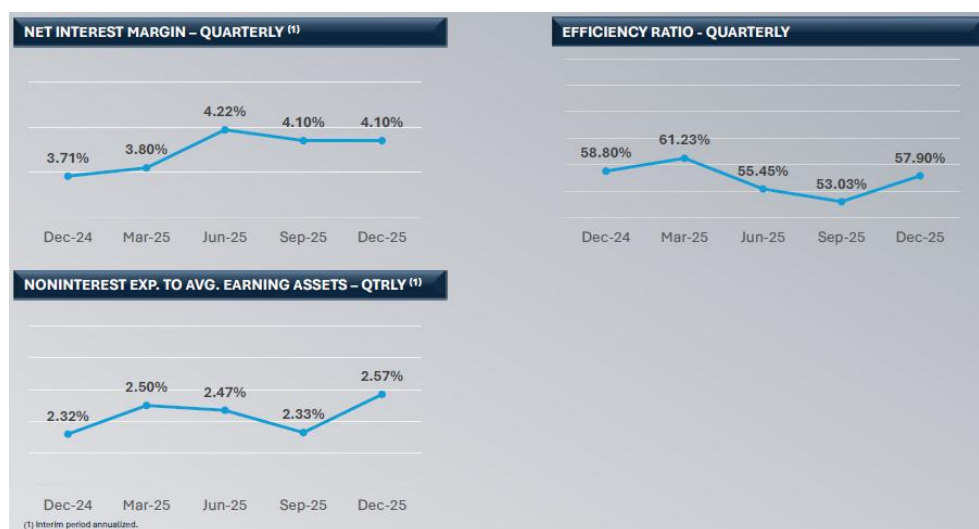 NET INTEREST MARGIN – QUARTERLY (1)
3.71%
3.80%
4.22%
4.10%
4.10%
Dec-24 Mar-25 Jun-25 Sep-25 Dec-25
EFFICIENCY RATIO - QUARTERLY
58.80%
61.23%
55.45%
53.03%
57.90%
Dec-24 Mar-25 Jun-25 Sep-25 Dec-25
NONINTEREST EXP. TO AVG. EARNING ASSETS – QTRLY (1)
2.32%
2.50%
2.47%
2.33%
2.57%
Dec-24 Mar-25 Jun-25 Sep-25 Dec-25
(1) Interim period annualized.